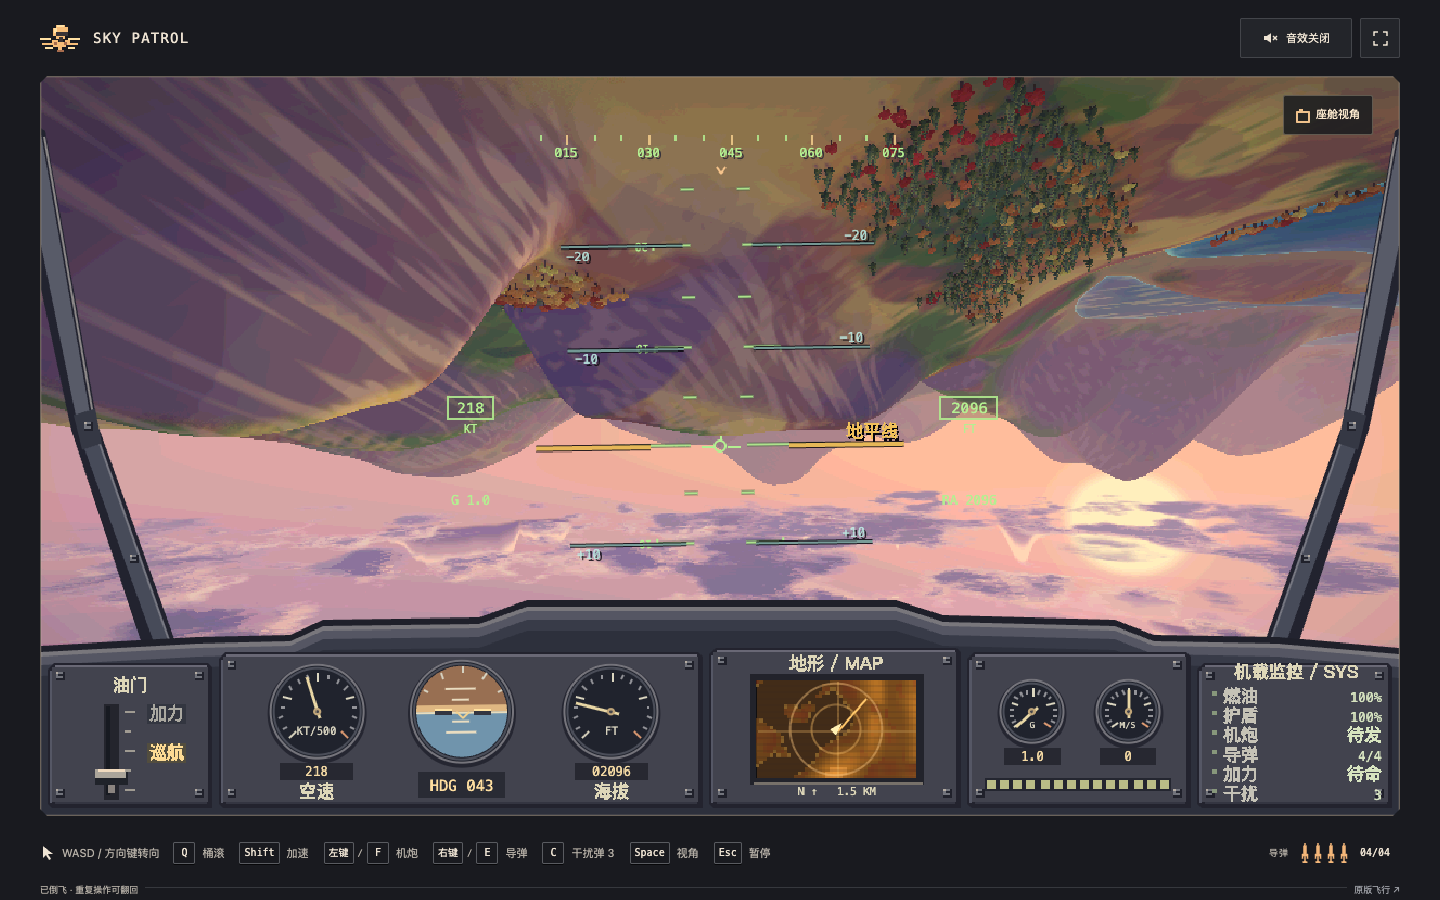 SKY PATROL
音效关闭
座舱视角
015 030 045 060 075
-20
-20
-10
-10
218
2096
KT
FT
地平线
G 1.0
+10
+10
油门
加力
巡航
KT/500
218
空速
HDG 043
FT
02096
海拔
地形 / MAP
N ↑ 1.5 KM
G
1.0
M/S
0
机载监控 / SYS
燃油 100%
护盾 100%
机炮 待发
导弹 4/4
加力 待命
干扰 3
WASD / 方向键转向 Q 桶滚 Shift 加速 左键 / F 机炮 右键 / E 导弹 C 干扰弹 3 Space 视角 Esc 暂停
导弹 04/04
已倒飞 · 重复操作可翻回
原版飞行 ↗